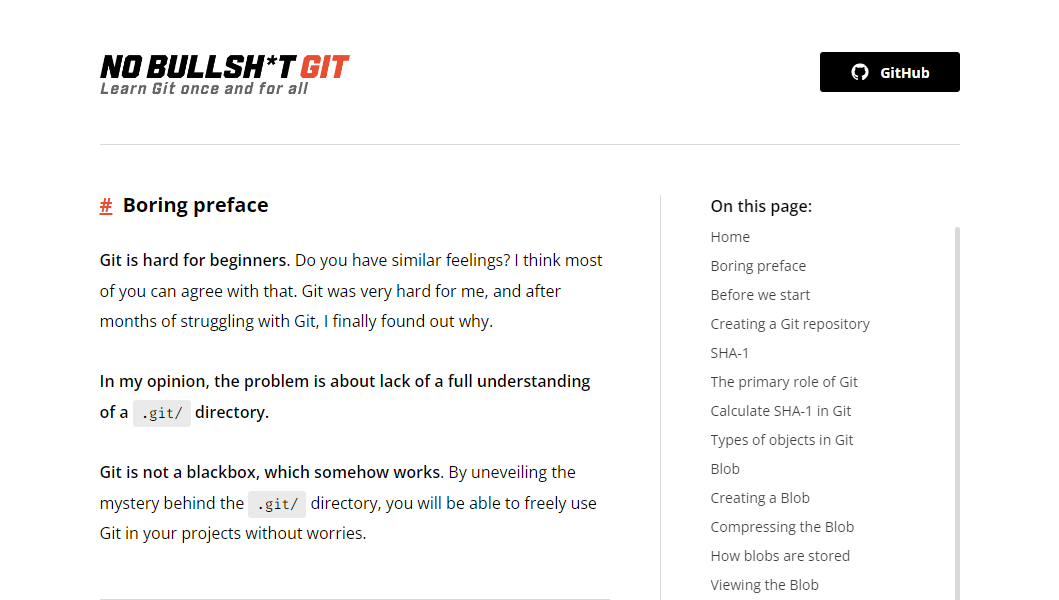 NO BULLSH*T GIT
Learn Git once and for all
GitHub
# Boring preface
Git is hard for beginners. Do you have similar feelings? I think most
of you can agree with that. Git was very hard for me, and after
months of struggling with Git, I finally found out why.
In my opinion, the problem is about lack of a full understanding
of a .git/ directory.
Git is not a blackbox, which somehow works. By uneveiling the
mystery behind the .git/ directory, you will be able to freely use
Git in your projects without worries.
On this page:
Home
Boring preface
Before we start
Creating a Git repository
SHA-1
The primary role of Git
Calculate SHA-1 in Git
Types of objects in Git
Blob
Creating a Blob
Compressing the Blob
How blobs are stored
Viewing the Blob